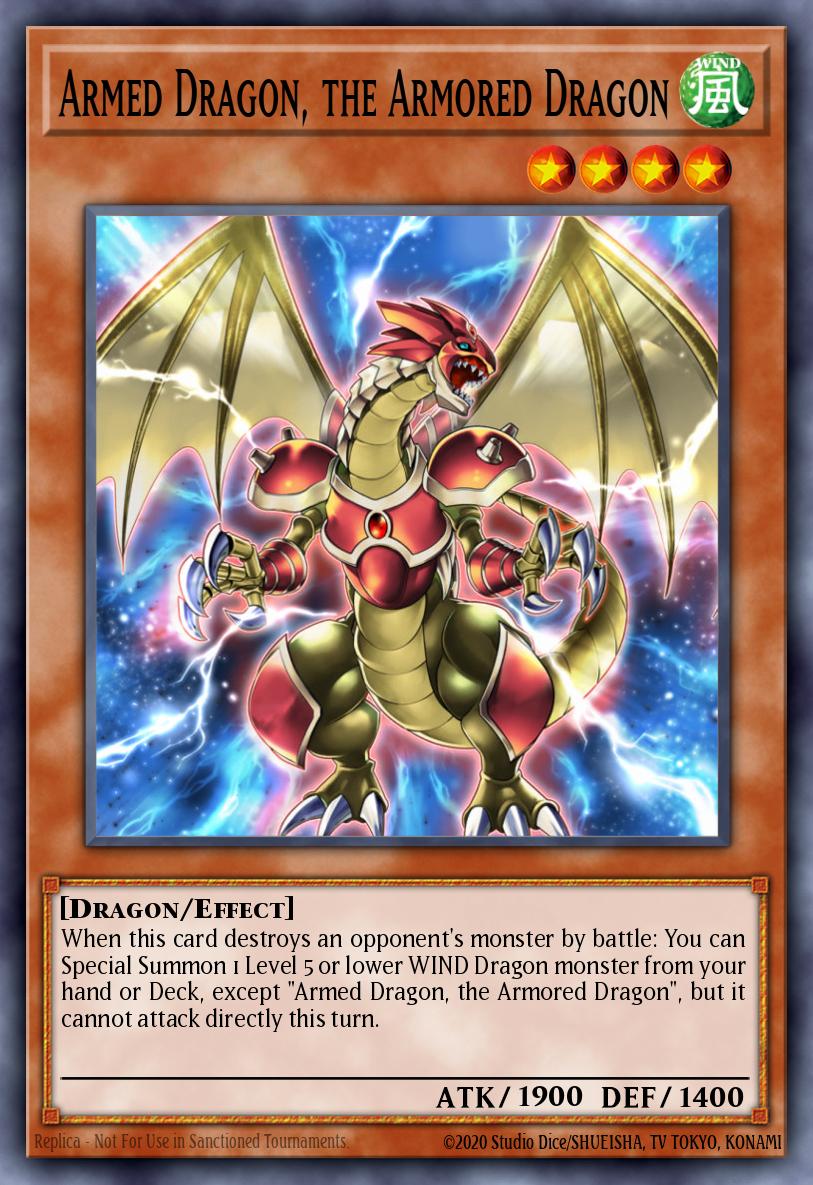 Armed Dragon, the Armored Dragon
WIND
風
[Dragon/Effect]
When this card destroys an opponent's monster by battle: You can
Special Summon 1 Level 5 or lower WIND Dragon monster from your
hand or Deck, except "Armed Dragon, the Armored Dragon", but it
cannot attack directly this turn.
ATK/1900 DEF/1400
Replica - Not For Use in Sanctioned Tournaments.
©2020 Studio Dice/SHUEISHA, TV TOKYO, KONAMI